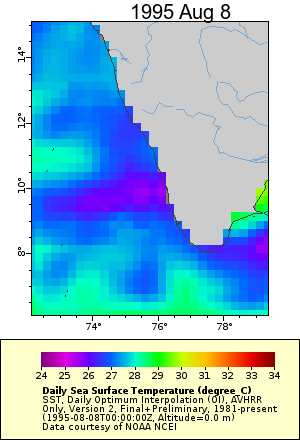 1995 Aug 8
14°
12°
10°
8°
74°
76°
78°
24 25 26 27 28 29 30 31 32 33 34
Daily Sea Surface Temperature (degree_C)
SST, Daily Optimum Interpolation (OI), AVHRR
Only, Version 2, Final+Preliminary, 1981-present
(1995-08-08T00:00:00Z, Altitude=0.0 m)
Data courtesy of NOAA NCEI